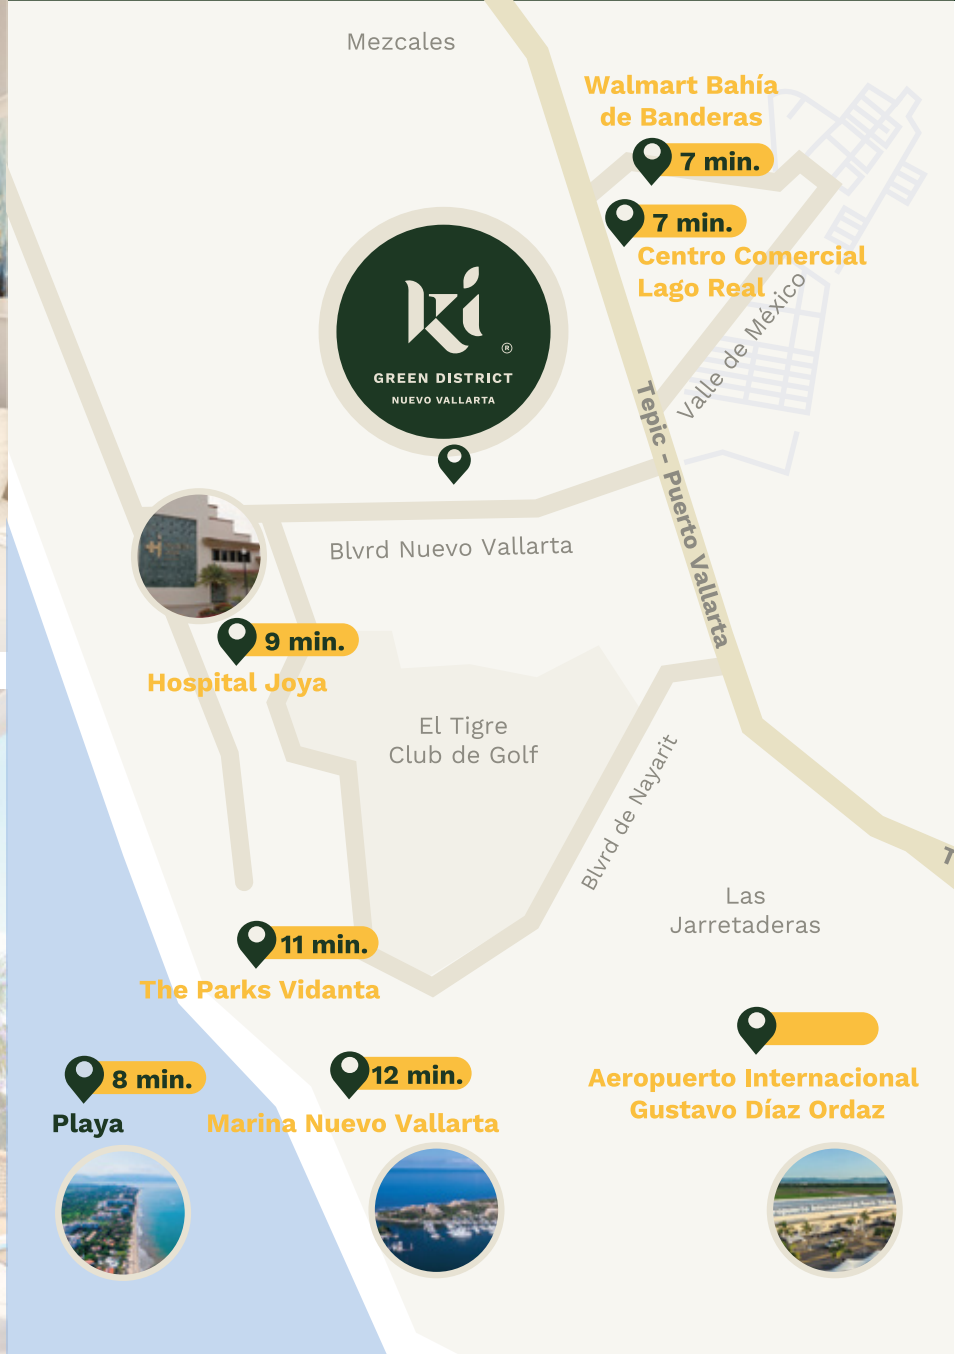 Mezcales
Walmart Bahía
de Banderas
7 min.
7 min.
Centro Comercial
Lago Real
Valle de México
ki
®
GREEN DISTRICT
NUEVO VALLARTA
Tepic - Puerto Vallarta
Blvrd Nuevo Vallarta
9 min.
Hospital Joya
El Tigre
Club de Golf
Blvrd de Nayarit
Las
Jarretaderas
11 min.
The Parks Vidanta
8 min.
Playa
12 min.
Marina Nuevo Vallarta
Aeropuerto Internacional
Gustavo Díaz Ordaz